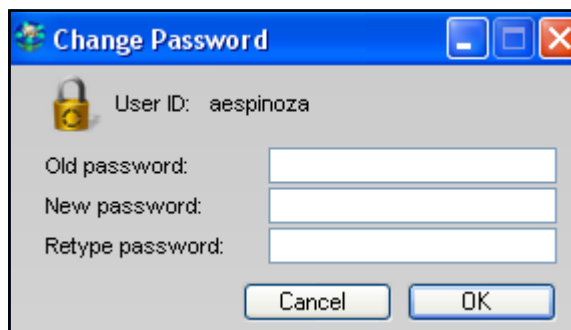 Change Password
User ID: aespinoza
Old password:
New password:
Retype password:
Cancel OK